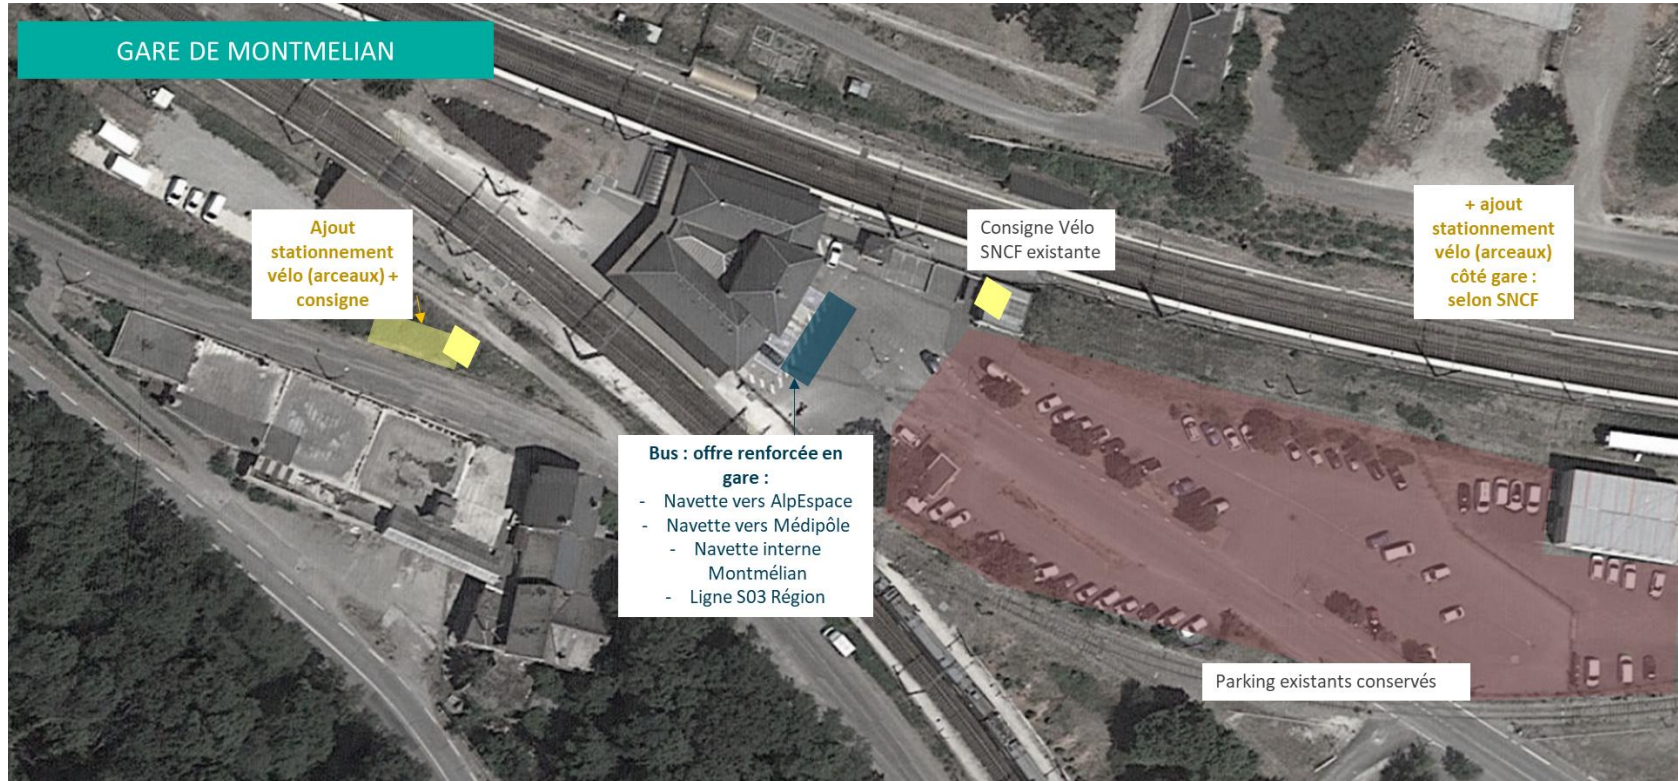 GARE DE MONTMELIAN
Ajout
stationnement
vélo (arceaux) +
consigne
Consigne Vélo
SNCF existante
+ ajout
stationnement
vélo (arceaux)
côté gare :
selon SNCF
Bus : offre renforcée en
gare :
- Navette vers AlpEspace
- Navette vers Médipôle
- Navette interne
Montmélian
- Ligne S03 Région
Parking existants conservés